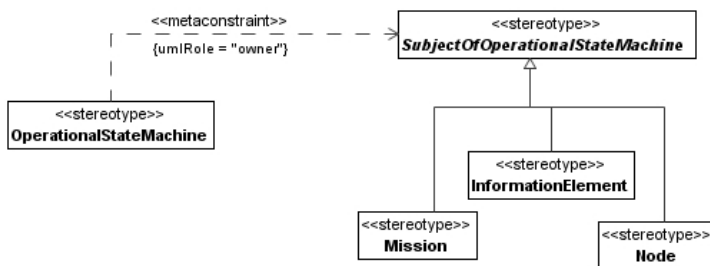 <<metaconstraint>>
{umlRole = "owner"}
<<stereotype>>
SubjectOfOperationalStateMachine
<<stereotype>>
OperationalStateMachine
<<stereotype>>
InformationElement
<<stereotype>>
Mission
<<stereotype>>
Node